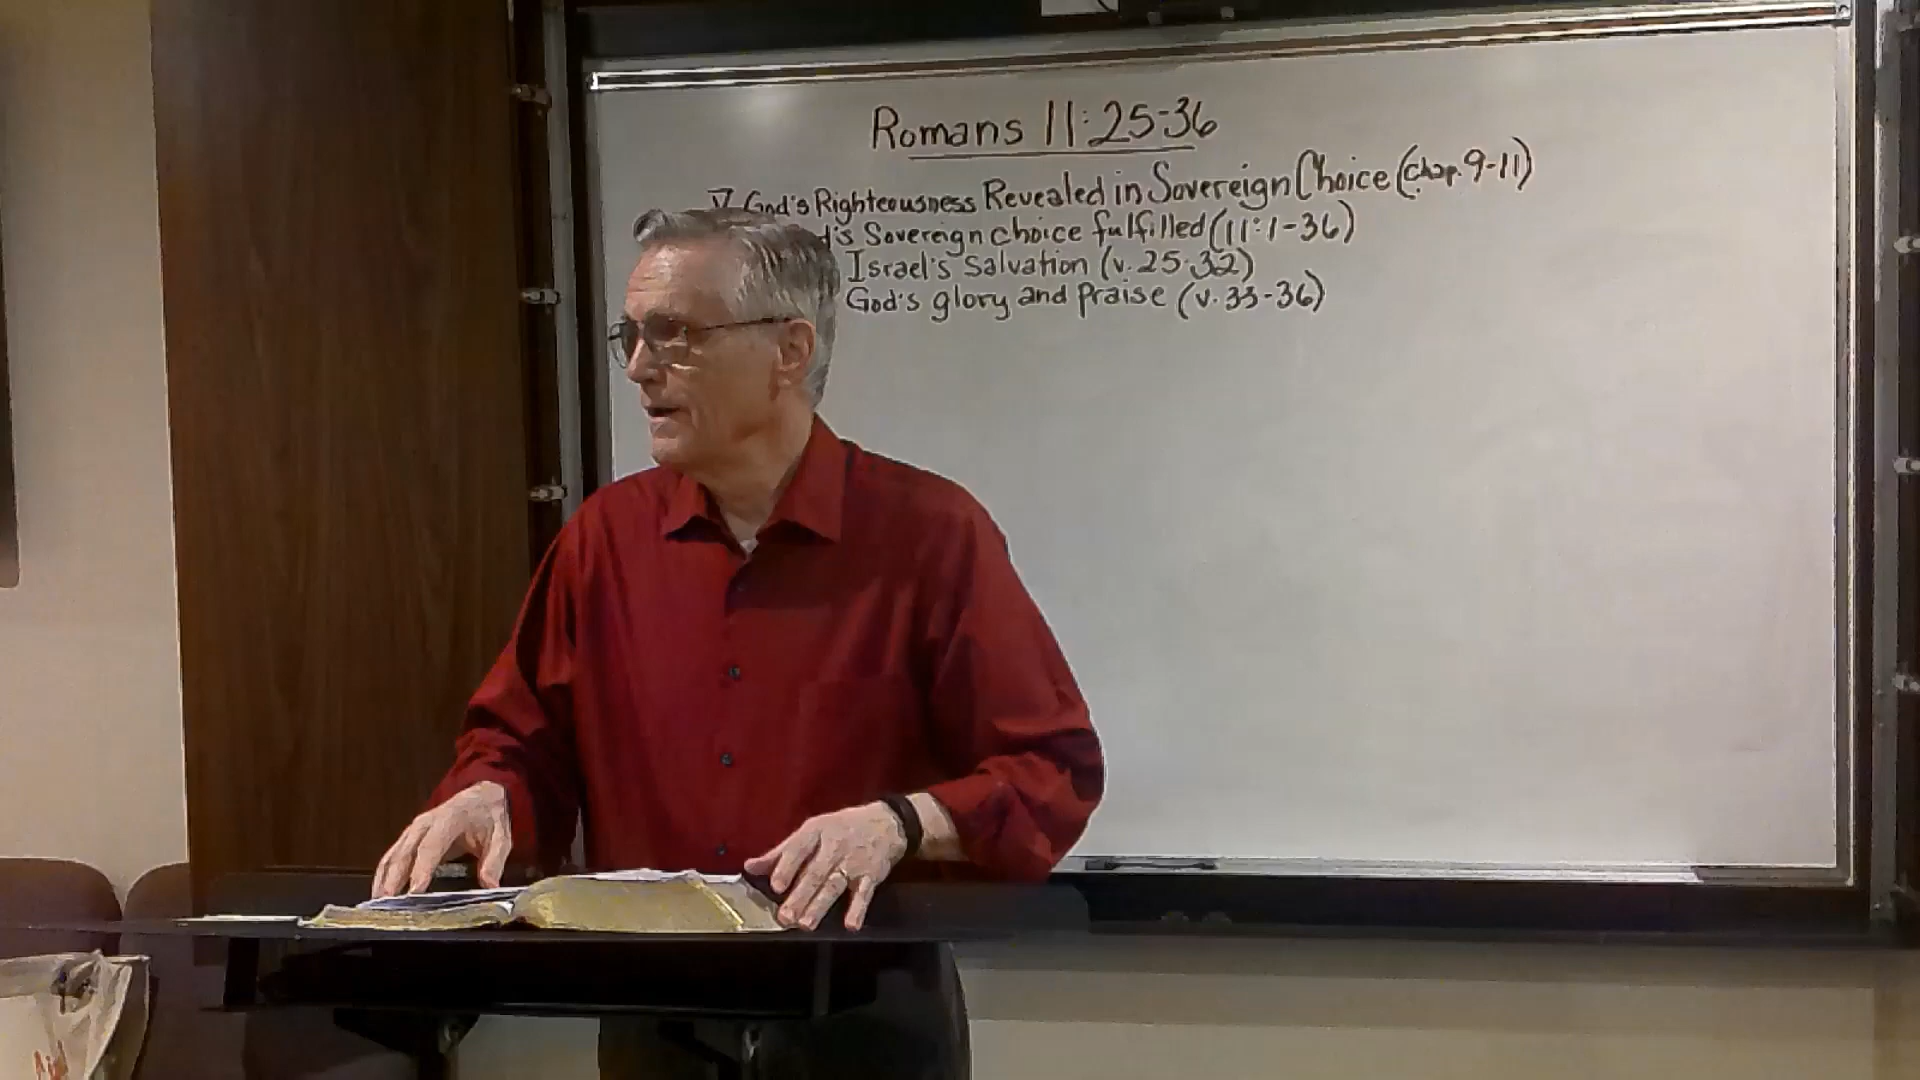 Romans 11:25-36
V God's Righteousness Revealed in Sovereign Choice (chap. 9-11)
d's Sovereign choice fulfilled (11:1-36)
Israel's Salvation (v. 25-32)
God's glory and Praise (v. 33-36)